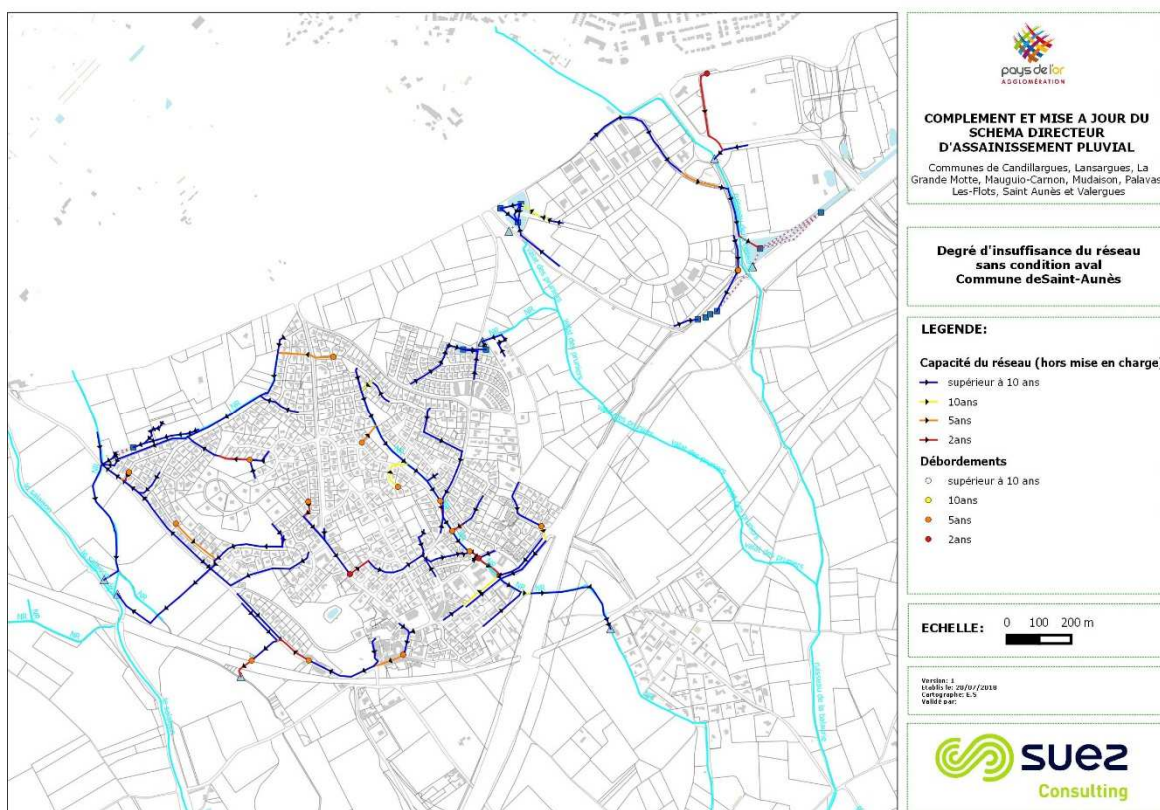 pays de l'or
AGGLOMÉRATION
COMPLEMENT ET MISE A JOUR DU
SCHEMA DIRECTEUR
D'ASSAINISSEMENT PLUVIAL
Communes de Candillargues, Lansargues, La
Grande Motte, Mauguio-Carnon, Mudaison, Palavas
Les-Flots, Saint Aunès et Valergues
Degré d'insuffisance du réseau
sans condition aval
Commune deSaint-Aunès
LEGENDE:
Capacité du réseau (hors mise en charge)
supérieur à 10 ans
10ans
5ans
2ans
Débordements
supérieur à 10 ans
10ans
5ans
2ans
ECHELLE: 0 100 200 m
Version: 1
Etablis le: 20/07/2018
Cartographe: E.S
Validé par:
suez
Consulting